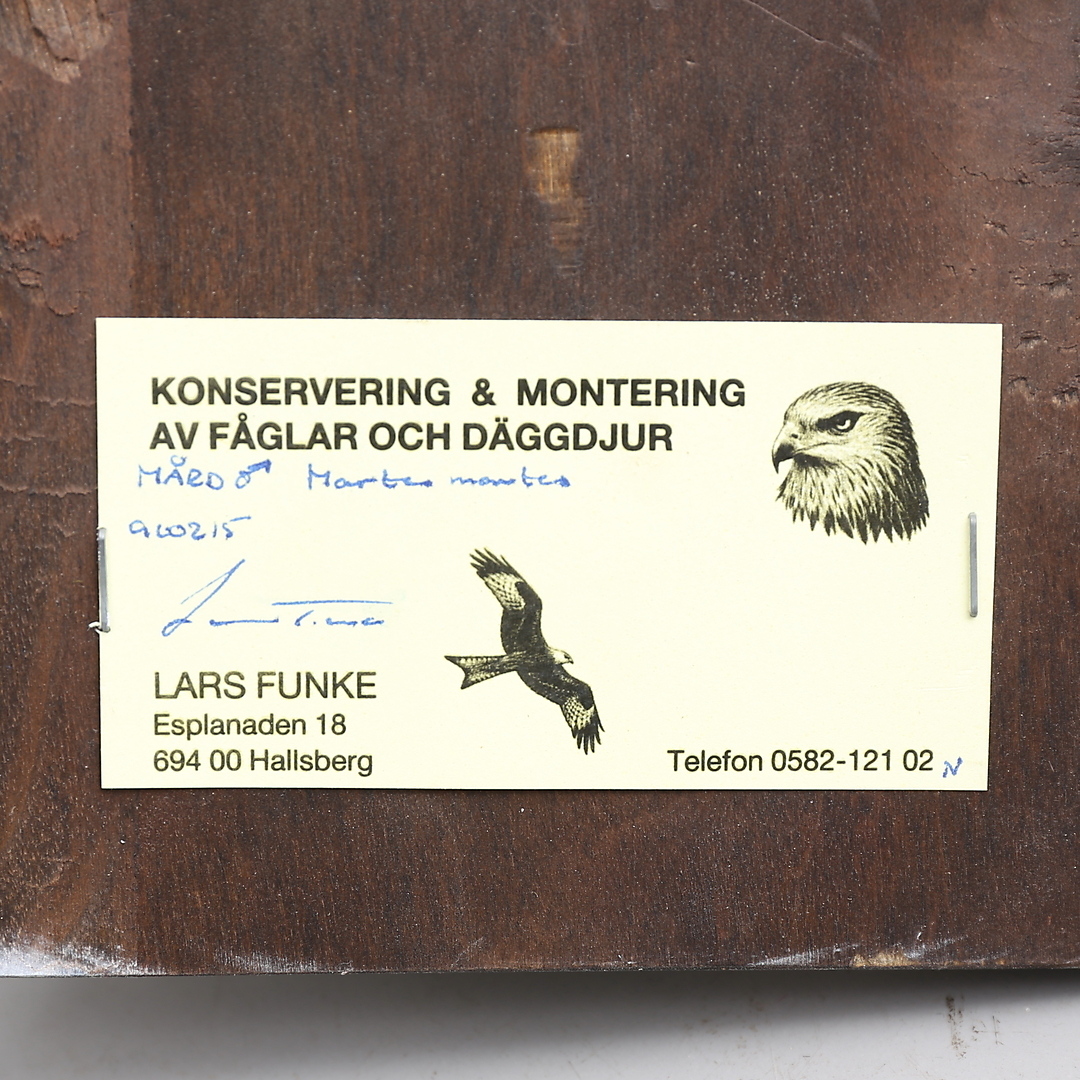 KONSERVERING & MONTERING
AV FÅGLAR OCH DÄGGDJUR
MÅRD ♂ Martes martes
960215
LARS FUNKE
Esplanaden 18
694 00 Hallsberg
Telefon 0582-121 02
N